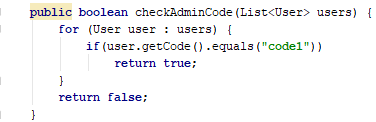 public boolean checkAdminCode(List<User> users) {
    for (User user : users) {
        if(user.getCode().equals("code1"))
            return true;
    }
    return false;
}